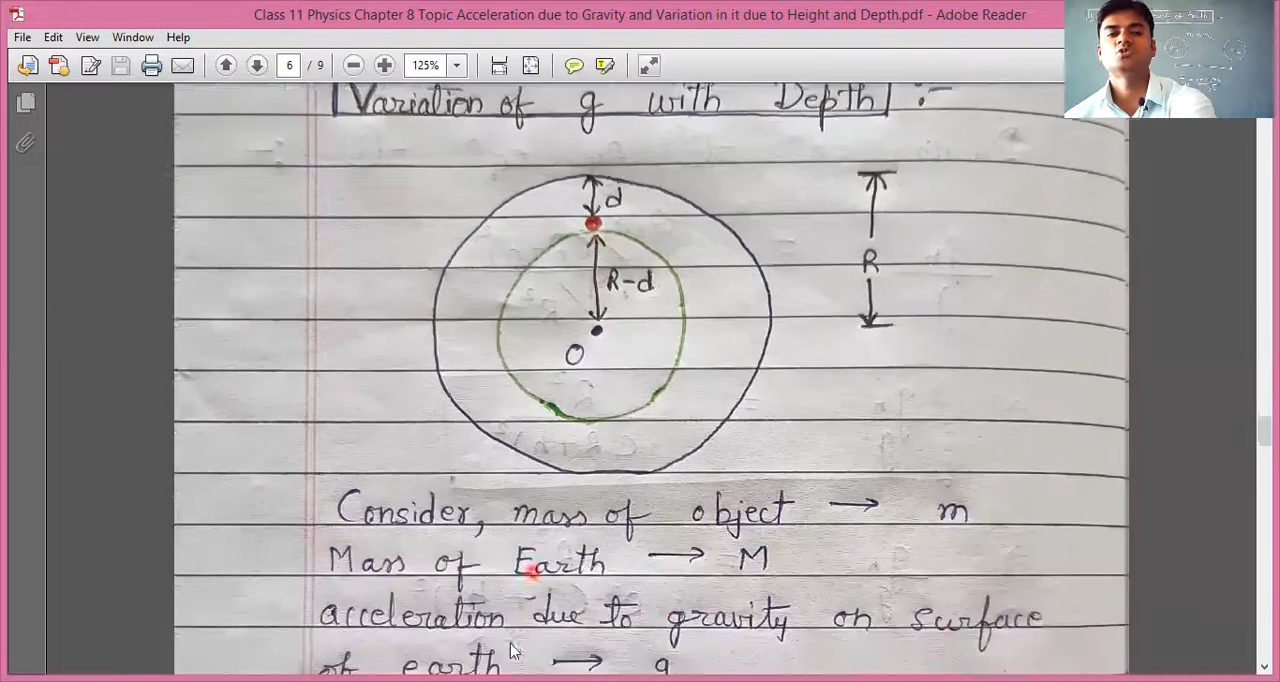 Class 11 Physics Chapter 8 Topic Acceleration due to Gravity and Variation in it due to Height and Depth.pdf - Adobe Reader
File Edit View Window Help
6 / 9 125%
Variation of g with Depth :-
d
R
R-d
O
Consider, mass of object → m
Mass of Earth → M
acceleration due to gravity on surface
of earth → g